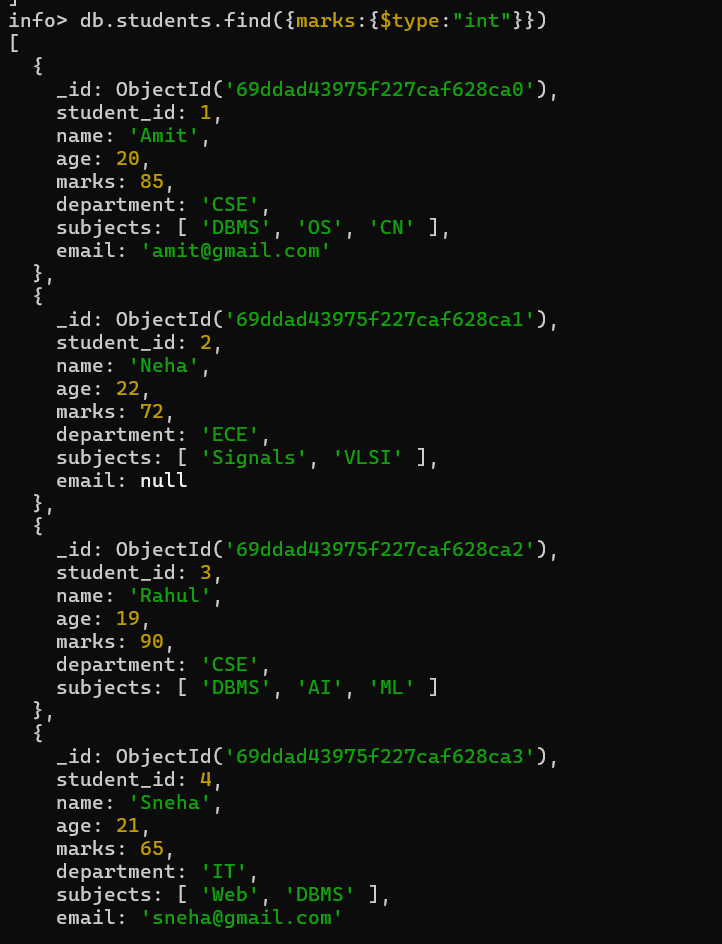 ]
info> db.students.find({marks:{$type:"int"}})
[
  {
    _id: ObjectId('69ddad43975f227caf628ca0'),
    student_id: 1,
    name: 'Amit',
    age: 20,
    marks: 85,
    department: 'CSE',
    subjects: [ 'DBMS', 'OS', 'CN' ],
    email: 'amit@gmail.com'
  },
  {
    _id: ObjectId('69ddad43975f227caf628ca1'),
    student_id: 2,
    name: 'Neha',
    age: 22,
    marks: 72,
    department: 'ECE',
    subjects: [ 'Signals', 'VLSI' ],
    email: null
  },
  {
    _id: ObjectId('69ddad43975f227caf628ca2'),
    student_id: 3,
    name: 'Rahul',
    age: 19,
    marks: 90,
    department: 'CSE',
    subjects: [ 'DBMS', 'AI', 'ML' ]
  },
  {
    _id: ObjectId('69ddad43975f227caf628ca3'),
    student_id: 4,
    name: 'Sneha',
    age: 21,
    marks: 65,
    department: 'IT',
    subjects: [ 'Web', 'DBMS' ],
    email: 'sneha@gmail.com'